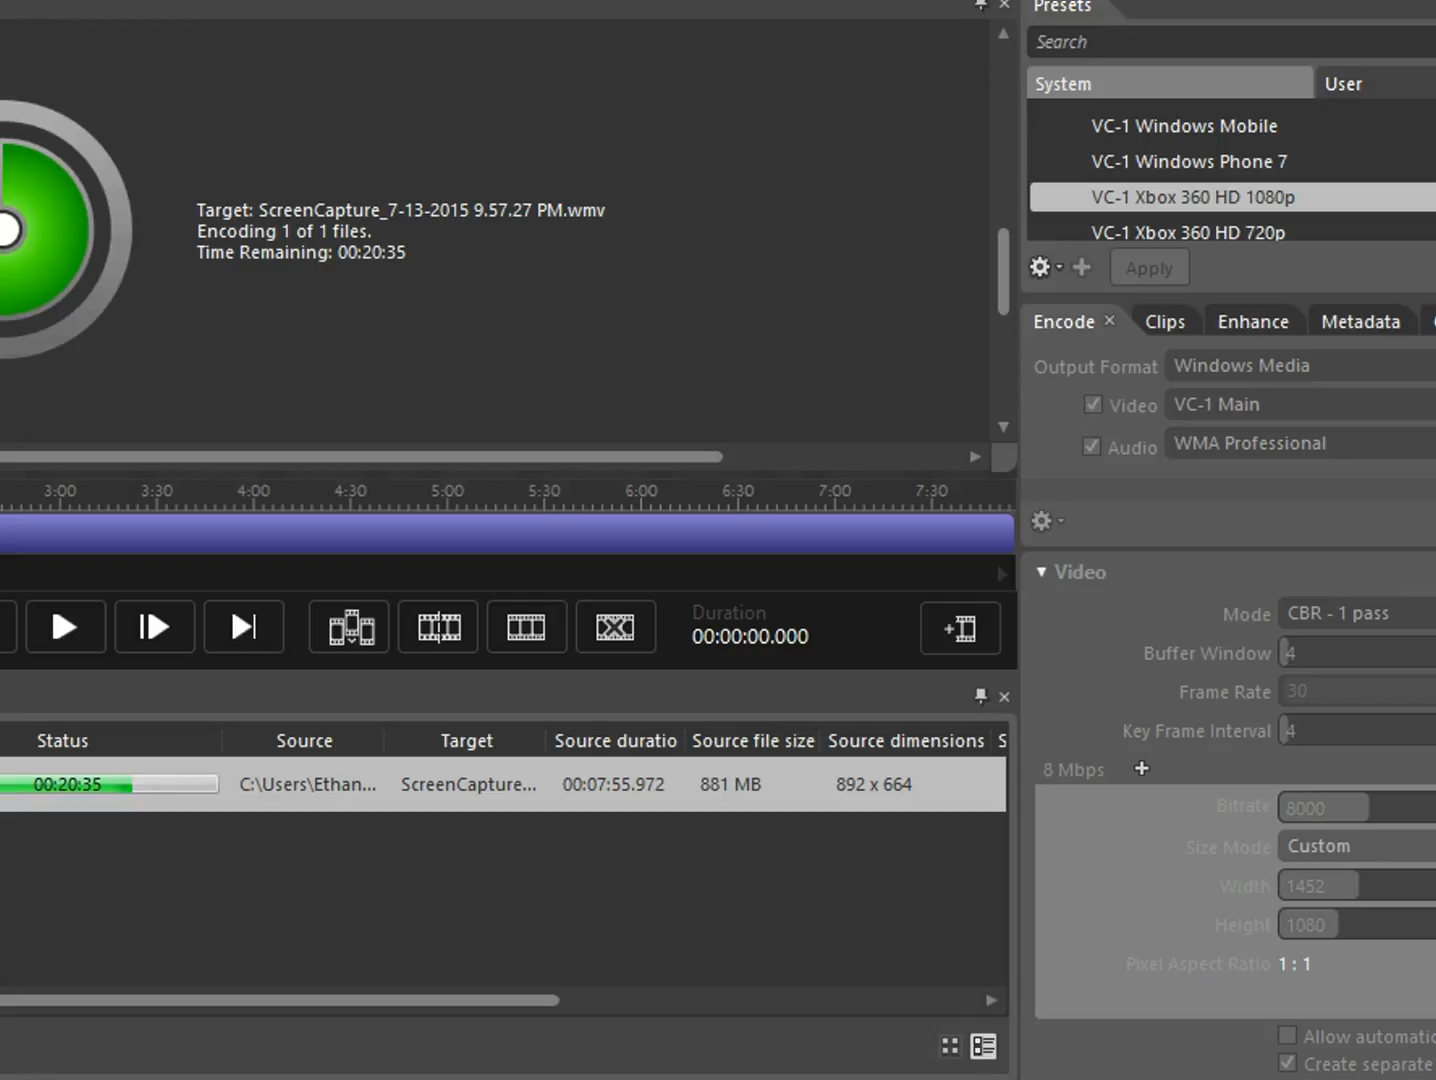 Presets
Search
System
User
VC-1 Windows Mobile
VC-1 Windows Phone 7
VC-1 Xbox 360 HD 1080p
VC-1 Xbox 360 HD 720p
Apply
Target: ScreenCapture_7-13-2015 9.57.27 PM.wmv
Encoding 1 of 1 files.
Time Remaining: 00:20:35
Encode Clips Enhance Metadata
Output Format Windows Media
Video VC-1 Main
Audio WMA Professional
3:00 3:30 4:00 4:30 5:00 5:30 6:00 6:30 7:00 7:30
Duration
00:00:00.000
Video
Mode CBR - 1 pass
Buffer Window 4
Frame Rate 30
Key Frame Interval 4
8 Mbps
Bitrate 8000
Size Mode Custom
Width 1452
Height 1080
Pixel Aspect Ratio 1 : 1
Allow automatic
Create separate
Status Source Target Source duratio Source file size Source dimensions S
00:20:35 C:\Users\Ethan... ScreenCapture... 00:07:55.972 881 MB 892 x 664